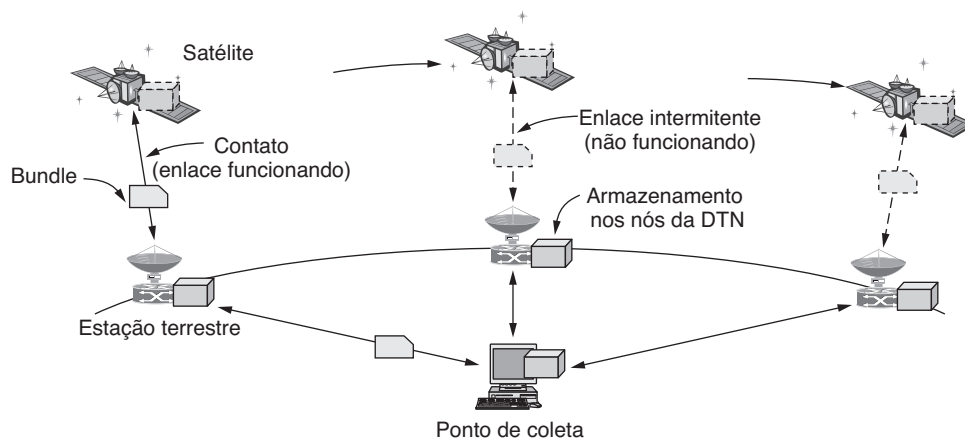 Satélite
Contato
(enlace funcionando)
Bundle
Enlace intermitente
(não funcionando)
Armazenamento
nos nós da DTN
Estação terrestre
Ponto de coleta